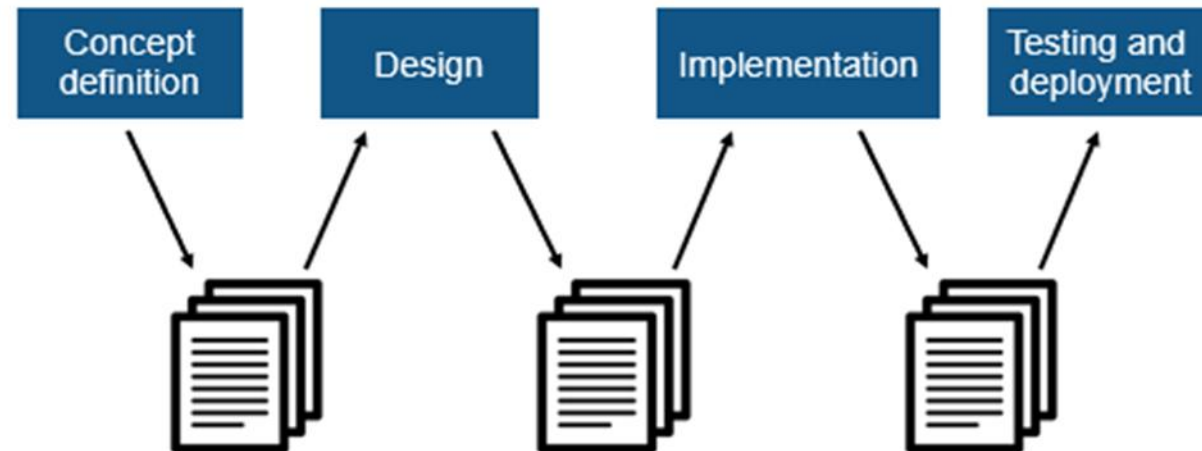 Concept
definition
Design
Implementation
Testing and
deployment